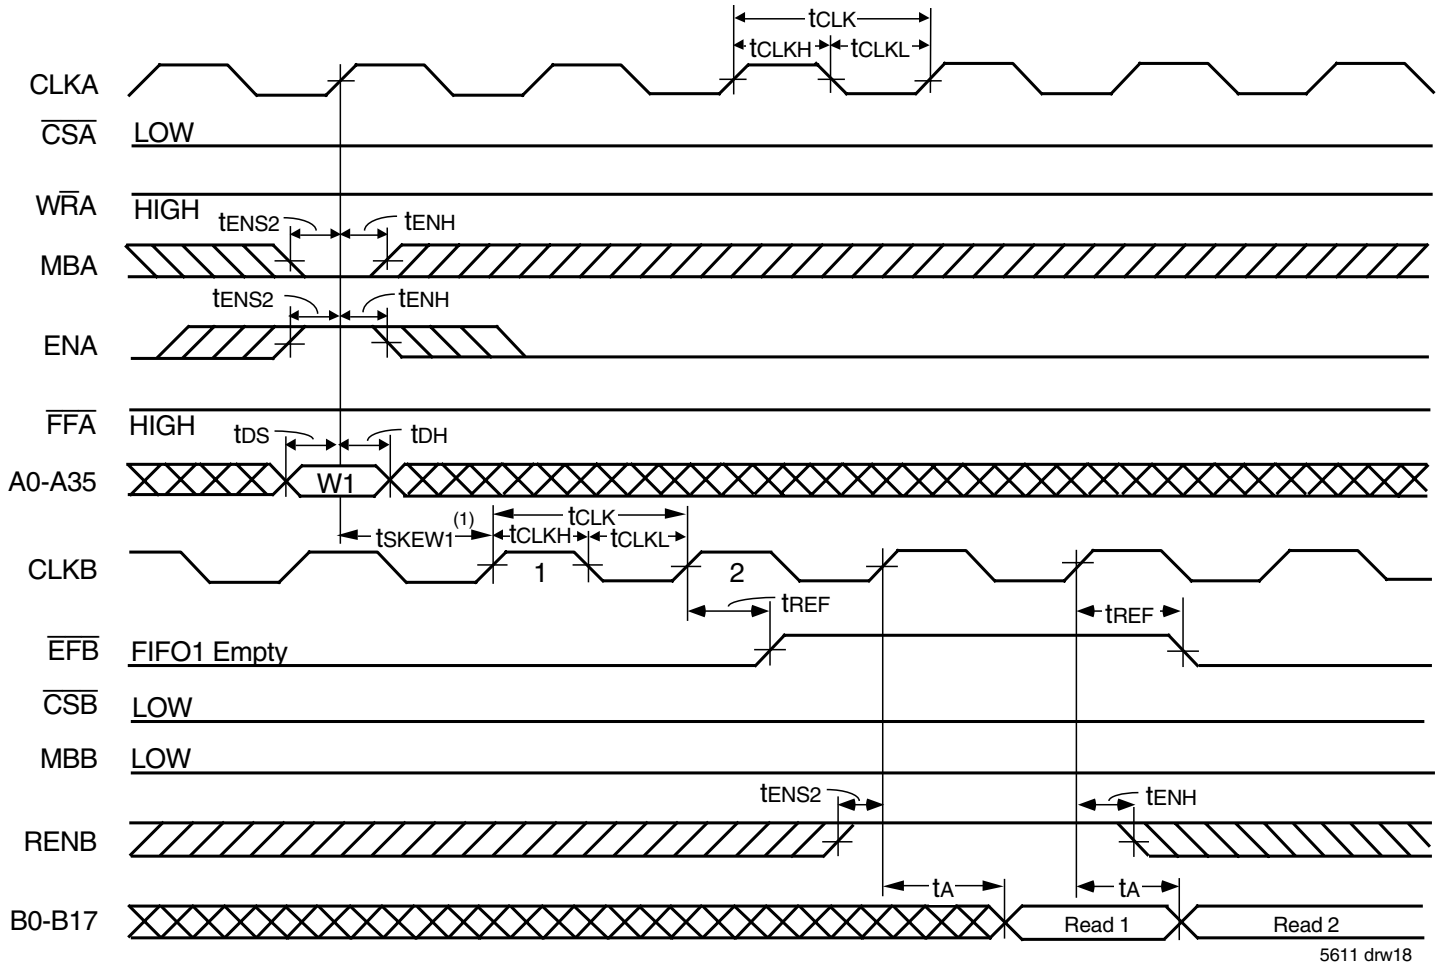 tCLK
tCLKH tCLKL
CLKA
CSA LOW
WRA HIGH
tENS2 tENH
MBA
tENS2 tENH
ENA
FFA HIGH
tDS tDH
A0-A35 W1
tSKEW1(1) tCLK
tCLKH tCLKL
CLKB 1 2
tREF tREF
EFB FIFO1 Empty
CSB LOW
MBB LOW
tENS2 tENH
RENB
tA tA
B0-B17 Read 1 Read 2
5611 drw18